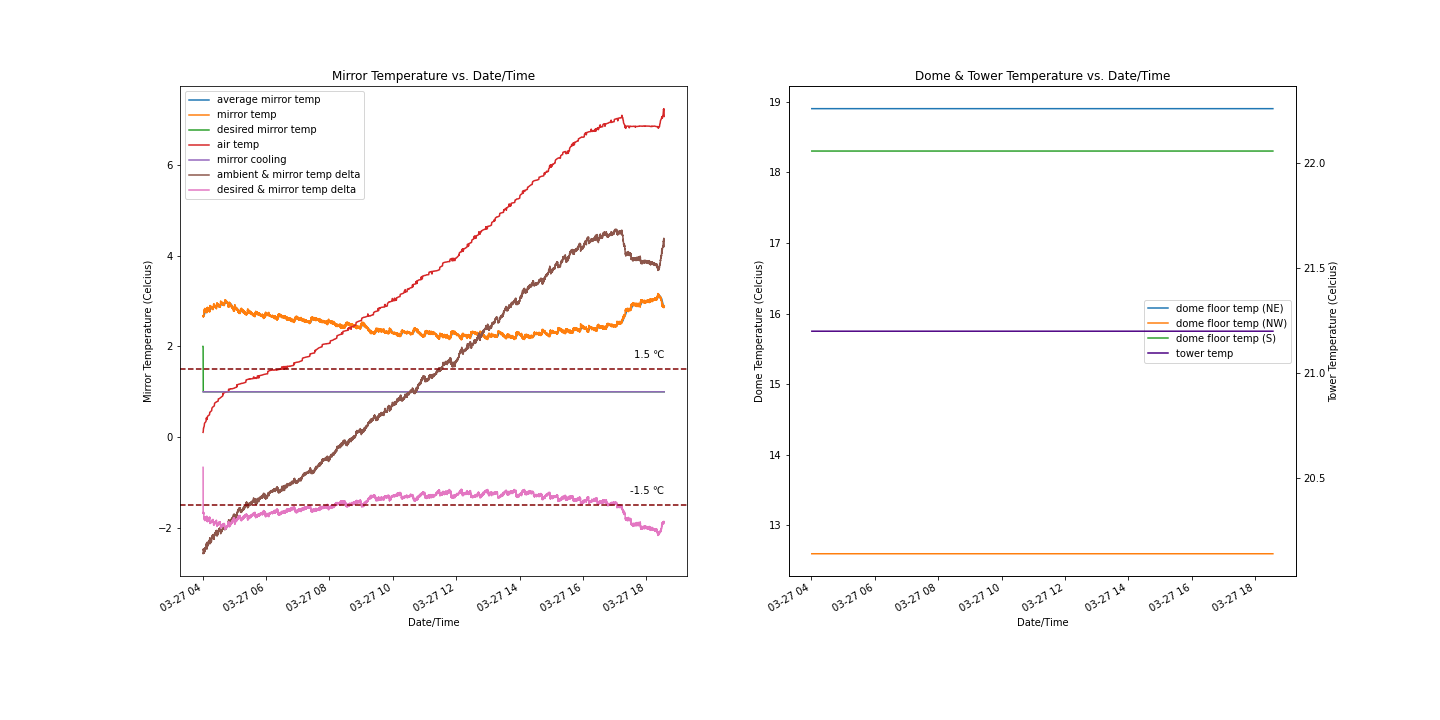 Mirror Temperature vs. Date/Time
average mirror temp
mirror temp
desired mirror temp
air temp
mirror cooling
ambient & mirror temp delta
desired & mirror temp delta
Mirror Temperature (Celcius)
6
4
2
0
−2
1.5 °C
-1.5 °C
03-27 04
03-27 06
03-27 08
03-27 10
03-27 12
03-27 14
03-27 16
03-27 18
Date/Time
Dome & Tower Temperature vs. Date/Time
Dome Temperature (Celcius)
19
18
17
16
15
14
13
dome floor temp (NE)
dome floor temp (NW)
dome floor temp (S)
tower temp
22.0
21.5
21.0
20.5
Tower Temperature (Celcius)
03-27 04
03-27 06
03-27 08
03-27 10
03-27 12
03-27 14
03-27 16
03-27 18
Date/Time